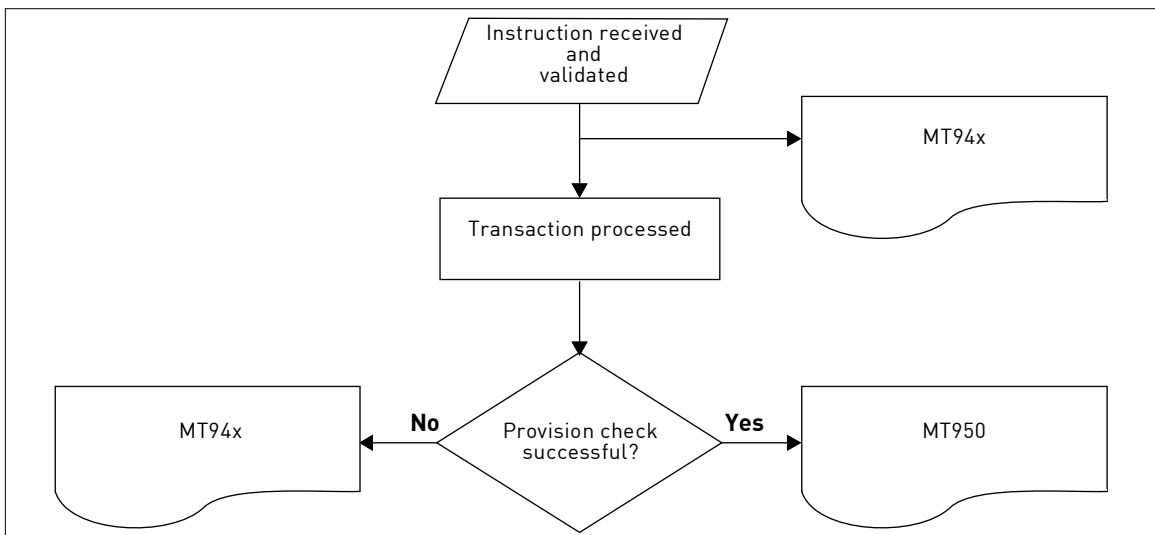 Instruction received
and
validated
MT94x
Transaction processed
No
Yes
MT94x
Provision check
successful?
MT950